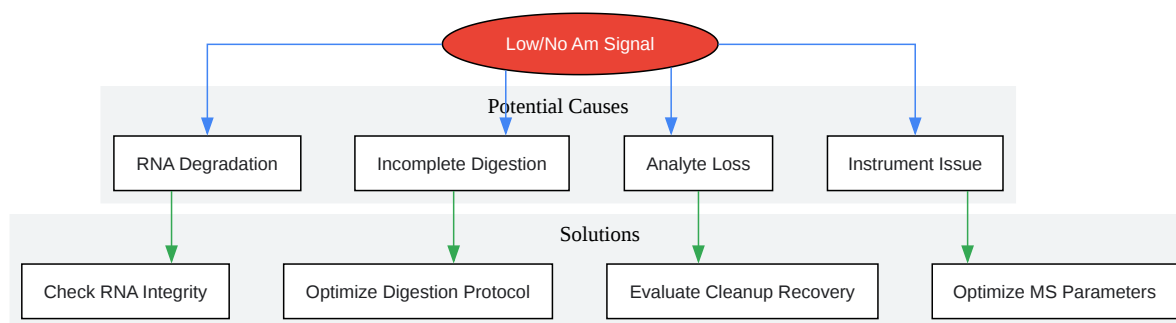 Low/No Am Signal
Potential Causes
RNA Degradation
Incomplete Digestion
Analyte Loss
Instrument Issue
Solutions
Check RNA Integrity
Optimize Digestion Protocol
Evaluate Cleanup Recovery
Optimize MS Parameters